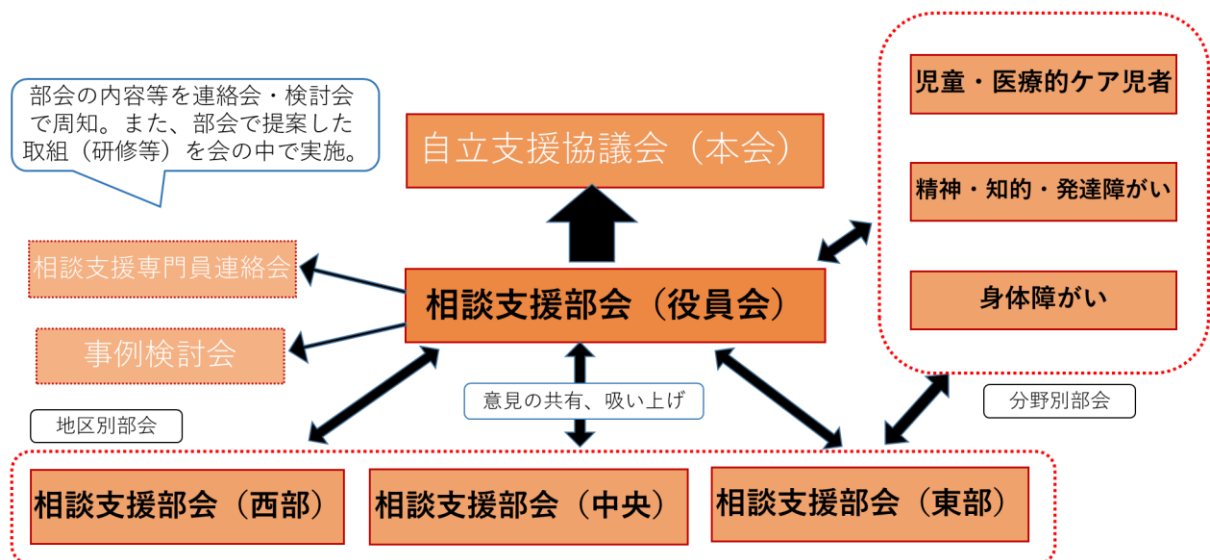 児童・医療的ケア児者
部会の内容等を連絡会・検討会
で周知。また、部会で提案した
取組（研修等）を会の中で実施。
自立支援協議会（本会）
精神・知的・発達障がい
相談支援専門員連絡会
相談支援部会（役員会）
身体障がい
事例検討会
意見の共有、吸い上げ
分野別部会
地区別部会
相談支援部会（西部）
相談支援部会（中央）
相談支援部会（東部）